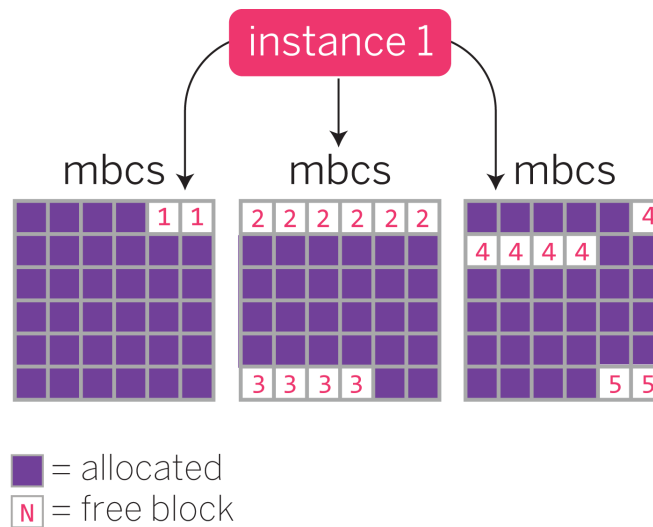 instance 1
mbcs mbcs mbcs
1 1 2 2 2 2 2 2 4
4 4 4 4
3 3 3 3 5 5
= allocated
N = free block